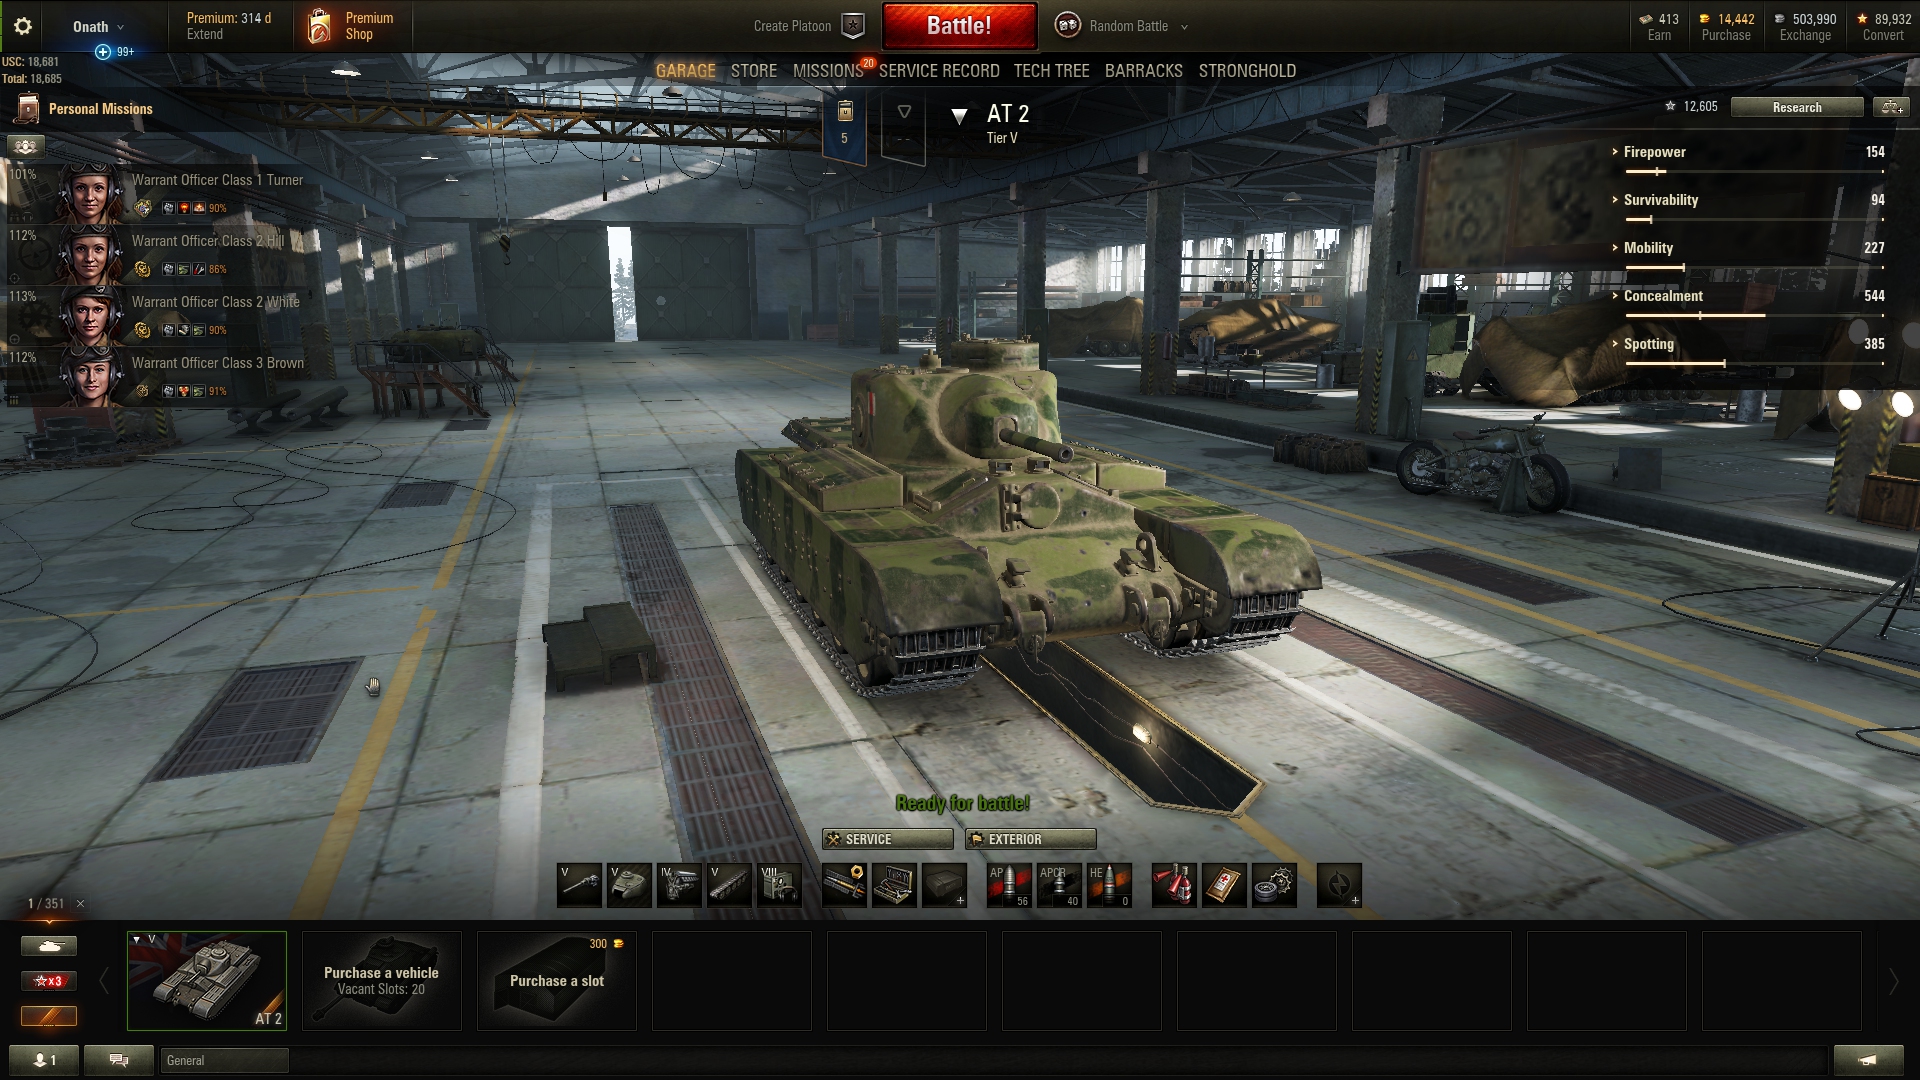 Onath
99+
Premium: 314 d
Extend
Premium
Shop
Create Platoon
Battle!
Random Battle
413
Earn
14,442
Purchase
503,990
Exchange
89,932
Convert
USC: 18,681
Total: 18,685
GARAGE STORE MISSIONS 20 SERVICE RECORD TECH TREE BARRACKS STRONGHOLD
Personal Missions
5
AT 2
Tier V
12,605
Research
Firepower 154
Survivability 94
Mobility 227
Concealment 544
Spotting 385
101%
Warrant Officer Class 1 Turner
90%
112%
Warrant Officer Class 2 Hill
86%
113%
Warrant Officer Class 2 White
90%
112%
Warrant Officer Class 3 Brown
91%
Ready for battle!
SERVICE
EXTERIOR
V V IV V VIII
AP 56
APCR 40
HE 0
1 / 351
x3
V
AT 2
Purchase a vehicle
Vacant Slots: 20
300
Purchase a slot
1
General